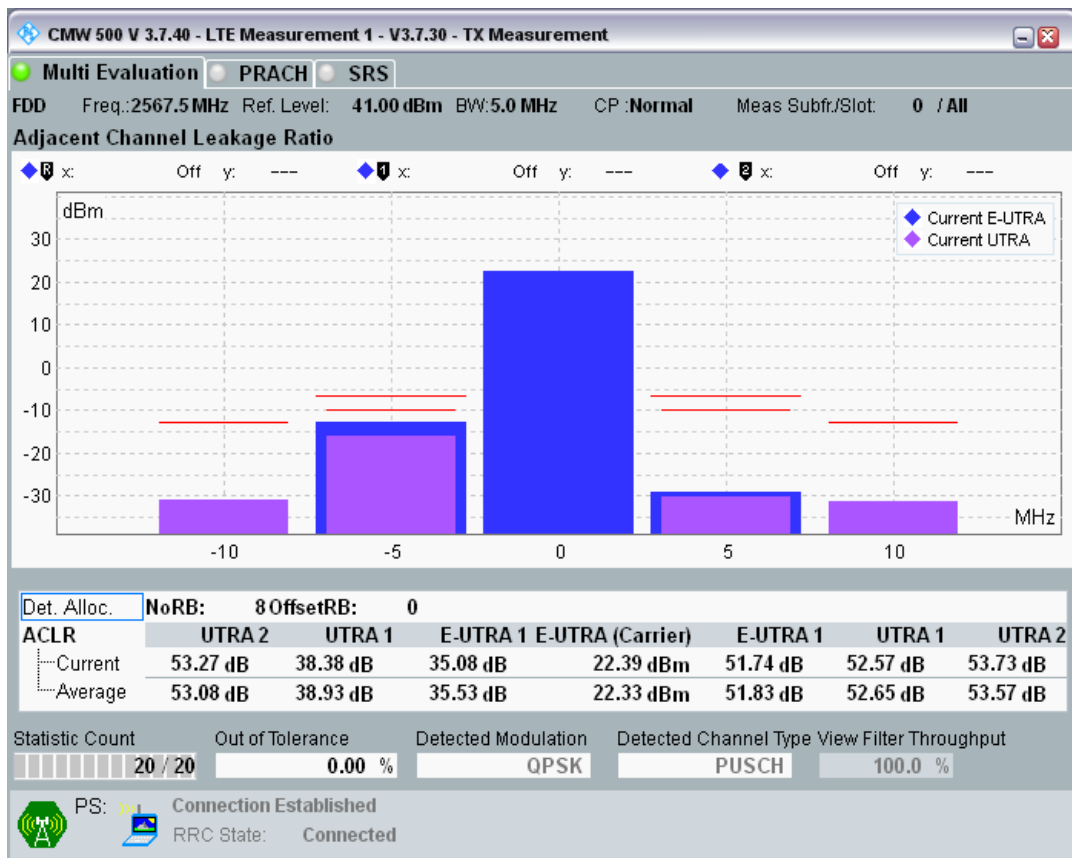 CMW 500 V 3.7.40 - LTE Measurement 1 - V3.7.30 - TX Measurement
Multi Evaluation PRACH SRS
FDD Freq.:2567.5 MHz Ref. Level: 41.00 dBm BW:5.0 MHz CP :Normal Meas Subfr./Slot: 0 / All
Adjacent Channel Leakage Ratio
R x: Off y: --- 1 x: Off y: --- 2 x: Off y: ---
dBm
Current E-UTRA
Current UTRA
30
20
10
0
-10
-20
-30
MHz
-10 -5 0 5 10
Det. Alloc. NoRB: 8 OffsetRB: 0
ACLR UTRA 2 UTRA 1 E-UTRA 1 E-UTRA (Carrier) E-UTRA 1 UTRA 1 UTRA 2
Current 53.27 dB 38.38 dB 35.08 dB 22.39 dBm 51.74 dB 52.57 dB 53.73 dB
Average 53.08 dB 38.93 dB 35.53 dB 22.33 dBm 51.83 dB 52.65 dB 53.57 dB
Statistic Count Out of Tolerance Detected Modulation Detected Channel Type View Filter Throughput
20 / 20 0.00 % QPSK PUSCH 100.0 %
PS: Connection Established
RRC State: Connected